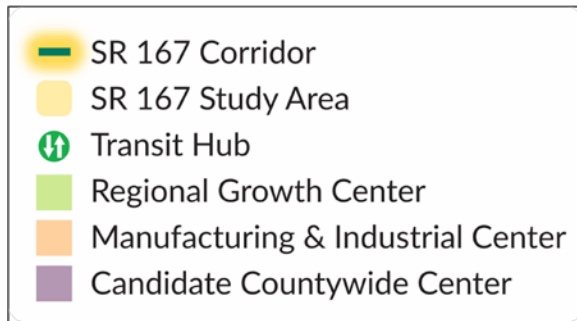 SR 167 Corridor
SR 167 Study Area
Transit Hub
Regional Growth Center
Manufacturing & Industrial Center
Candidate Countywide Center